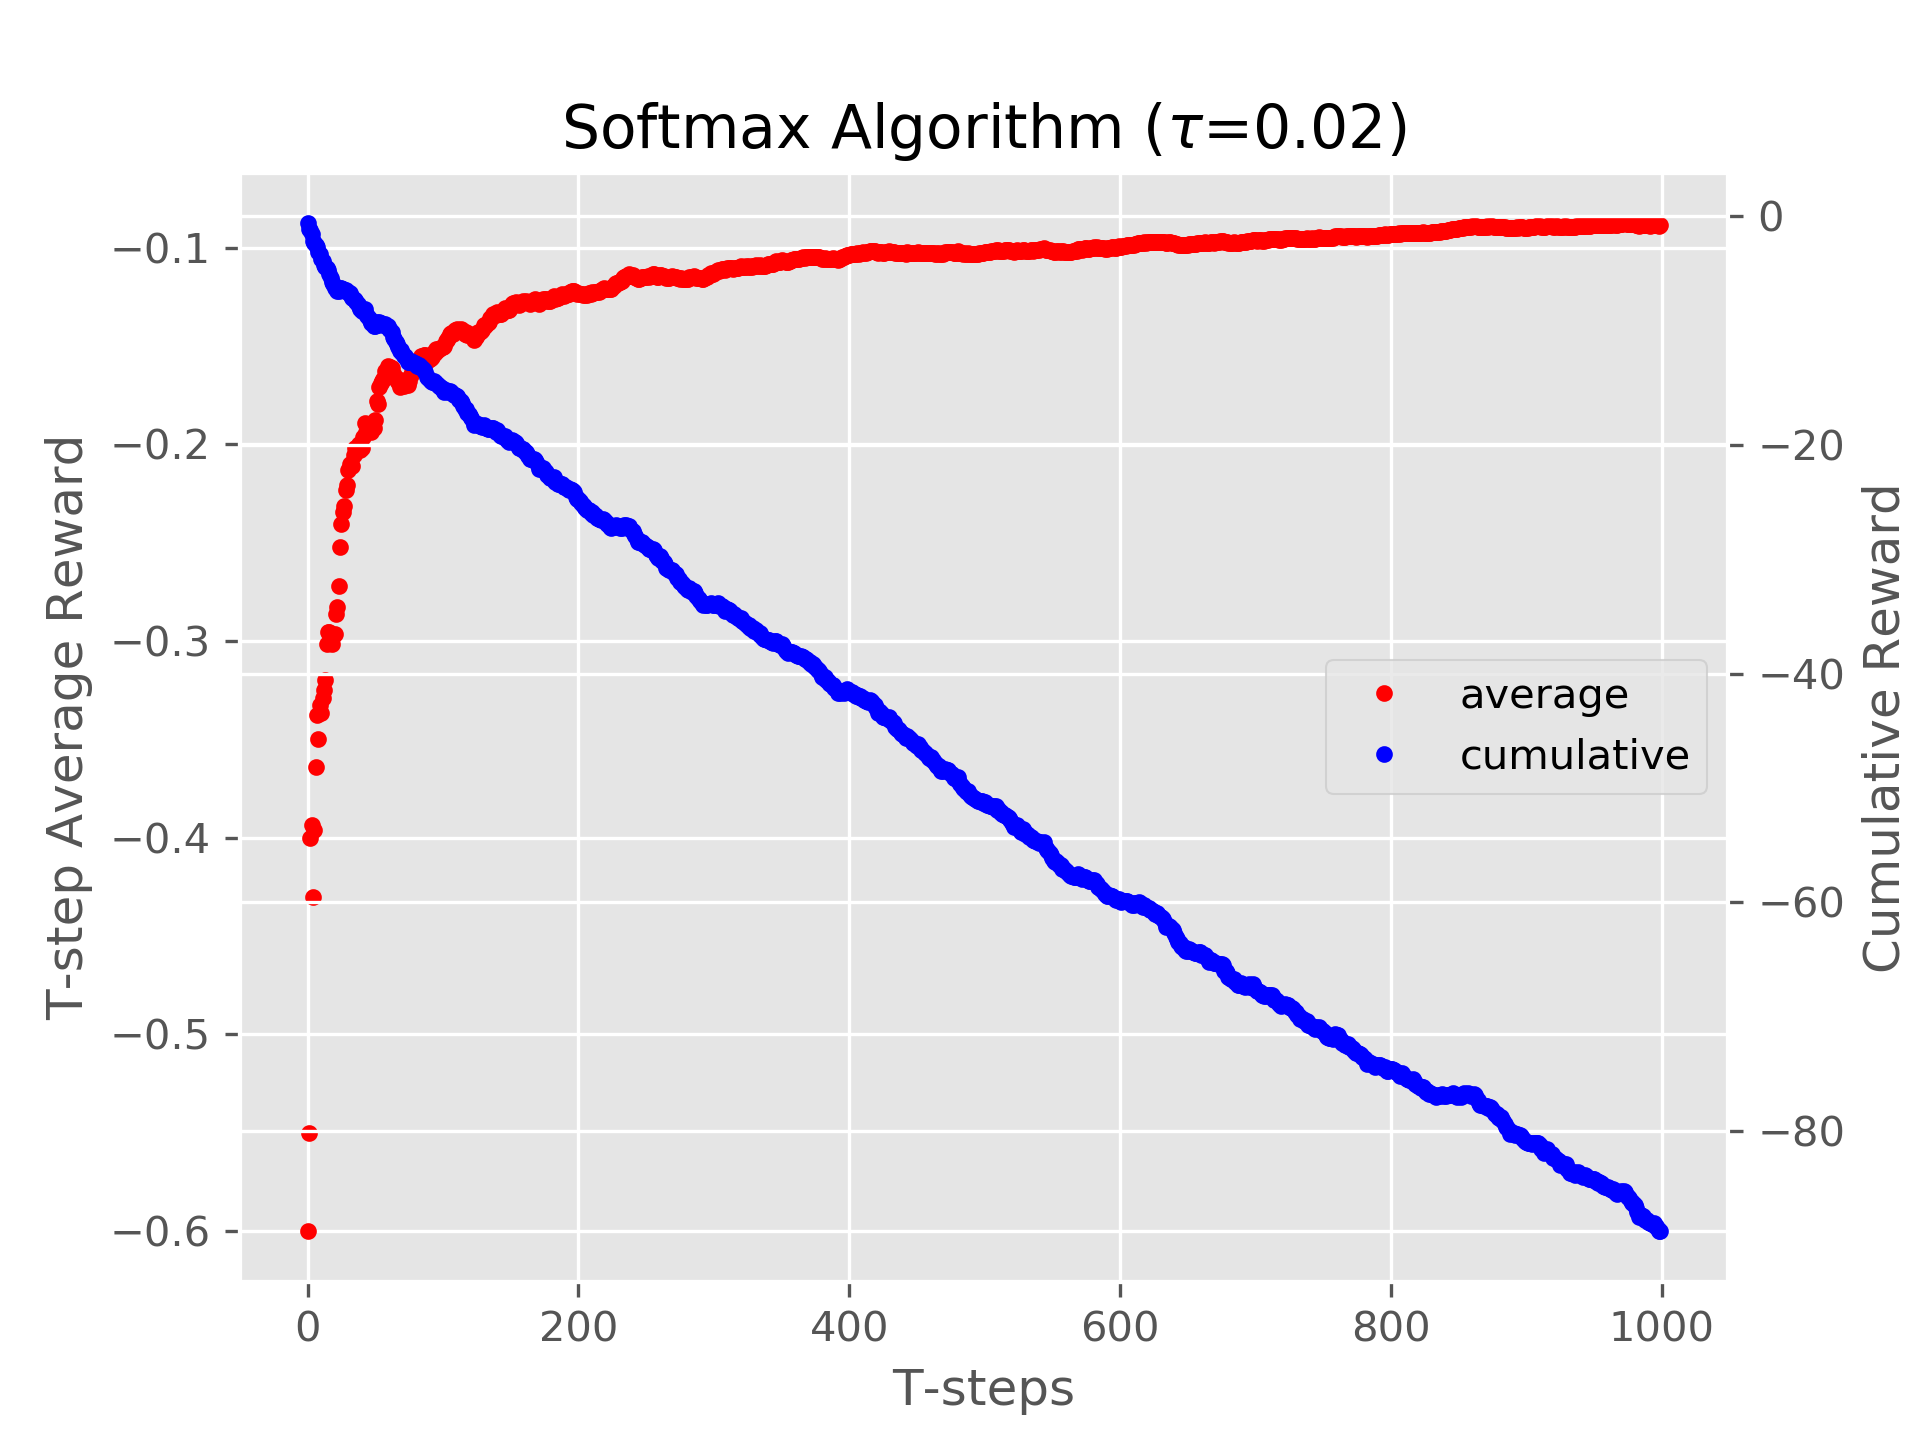 Softmax Algorithm (τ=0.02)
T-step Average Reward
−0.1
−0.2
−0.3
−0.4
−0.5
−0.6
0
−20
−40
−60
−80
Cumulative Reward
average
cumulative
0 200 400 600 800 1000
T-steps